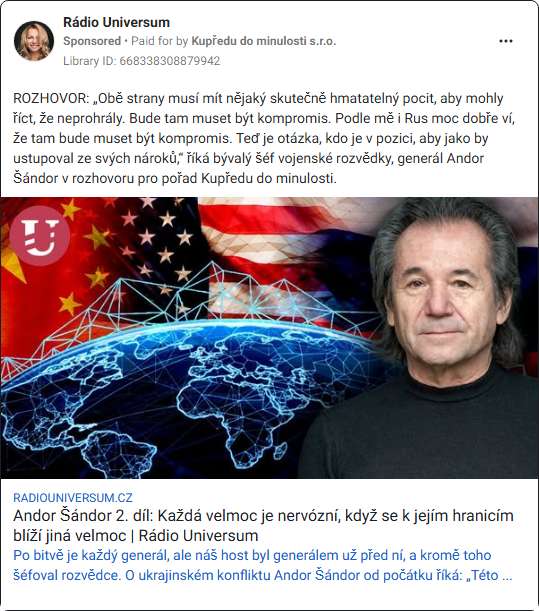 Rádio Universum
Sponsored • Paid for by Kupředu do minulosti s.r.o.
Library ID: 668338308879942
ROZHOVOR: „Obě strany musí mít nějaký skutečně hmatatelný pocit, aby mohly
říct, že neprohrály. Bude tam muset být kompromis. Podle mě i Rus moc dobře ví,
že tam bude muset být kompromis. Teď je otázka, kdo je v pozici, aby jako by
ustupoval ze svých nároků,“ říká bývalý šéf vojenské rozvědky, generál Andor
Šándor v rozhovoru pro pořad Kupředu do minulosti.
U
RADIOUNIVERSUM.CZ
Andor Šándor 2. díl: Každá velmoc je nervózní, když se k jejím hranicím
blíží jiná velmoc | Rádio Universum
Po bitvě je každý generál, ale náš host byl generálem už před ní, a kromě toho
šéfoval rozvědce. O ukrajinském konfliktu Andor Šándor od počátku říká: „Této ...